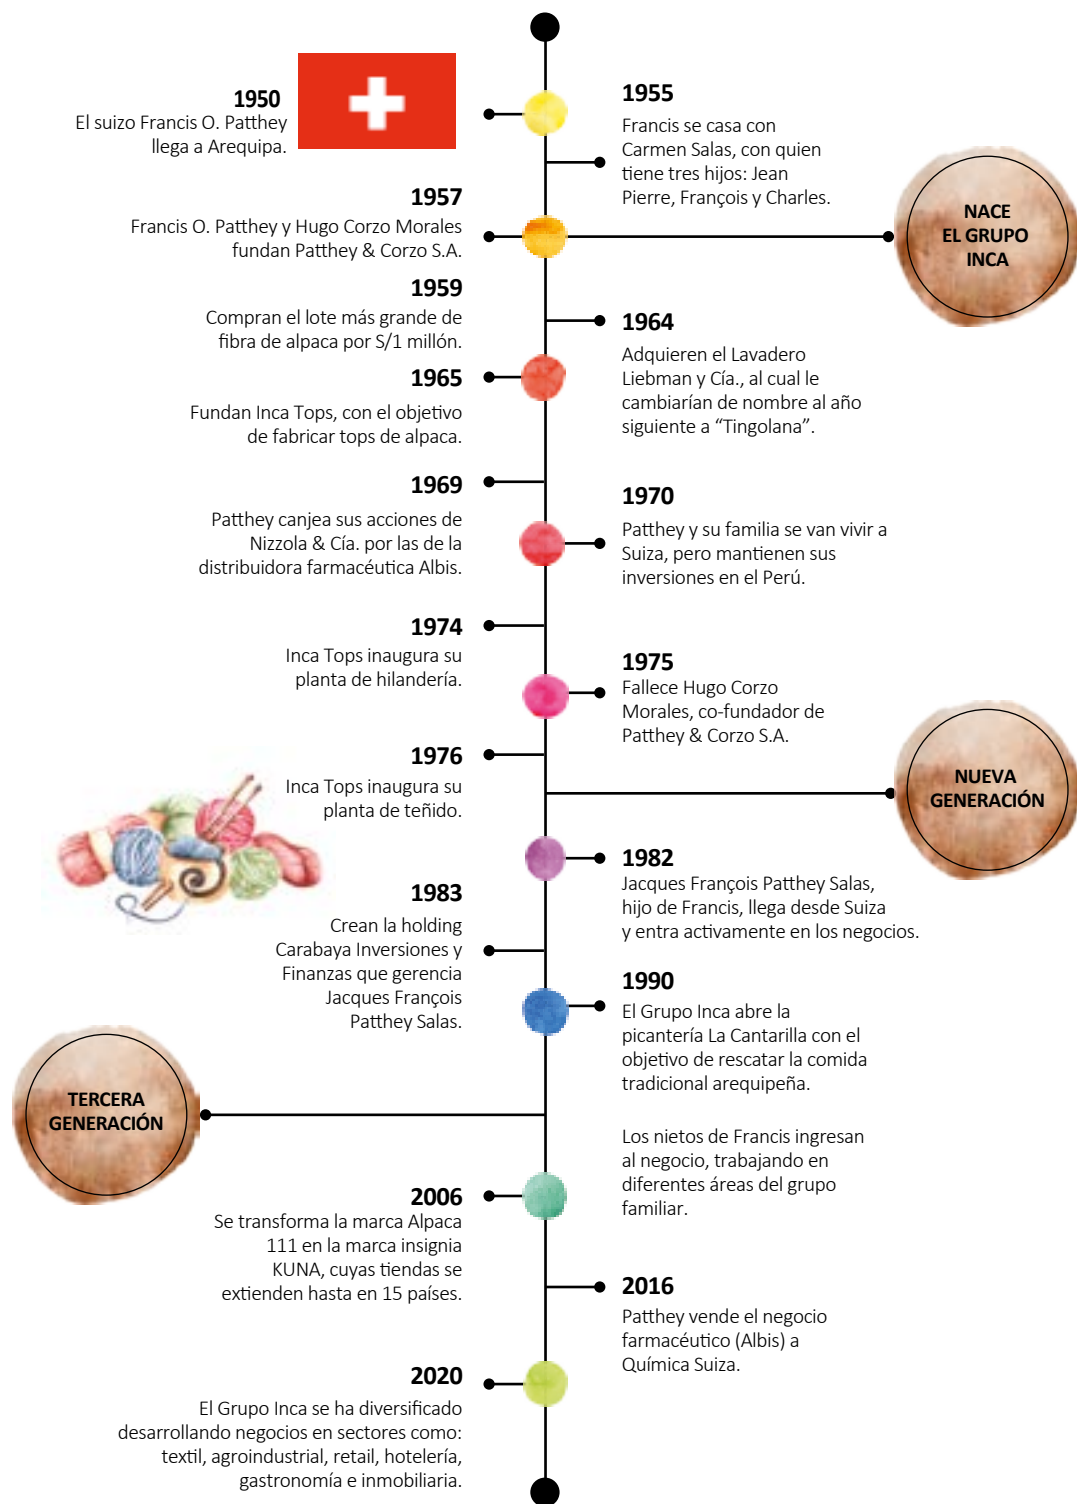 1950
El suizo Francis O. Patthey
llega a Arequipa.
1955
Francis se casa con
Carmen Salas, con quien
tiene tres hijos: Jean
Pierre, François y Charles.
1957
Francis O. Patthey y Hugo Corzo Morales
fundan Patthey & Corzo S.A.
NACE
EL GRUPO
INCA
1959
Compran el lote más grande de
fibra de alpaca por S/1 millón.
1964
Adquieren el Lavadero
Liebman y Cía., al cual le
cambiarían de nombre al año
siguiente a “Tingolana”.
1965
Fundan Inca Tops, con el objetivo
de fabricar tops de alpaca.
1969
Patthey canjea sus acciones de
Nizzola & Cía. por las de la
distribuidora farmacéutica Albis.
1970
Patthey y su familia se van vivir a
Suiza, pero mantienen sus
inversiones en el Perú.
1974
Inca Tops inaugura su
planta de hilandería.
1975
Fallece Hugo Corzo
Morales, co-fundador de
Patthey & Corzo S.A.
1976
Inca Tops inaugura su
planta de teñido.
NUEVA
GENERACIÓN
1982
Jacques François Patthey Salas,
hijo de Francis, llega desde Suiza
y entra activamente en los negocios.
1983
Crean la holding
Carabaya Inversiones y
Finanzas que gerencia
Jacques François
Patthey Salas.
1990
El Grupo Inca abre la
picantería La Cantarilla con el
objetivo de rescatar la comida
tradicional arequipeña.
TERCERA
GENERACIÓN
Los nietos de Francis ingresan
al negocio, trabajando en
diferentes áreas del grupo
familiar.
2006
Se transforma la marca Alpaca
111 en la marca insignia
KUNA, cuyas tiendas se
extienden hasta en 15 países.
2016
Patthey vende el negocio
farmacéutico (Albis) a
Química Suiza.
2020
El Grupo Inca se ha diversificado
desarrollando negocios en sectores como:
textil, agroindustrial, retail, hotelería,
gastronomía e inmobiliaria.